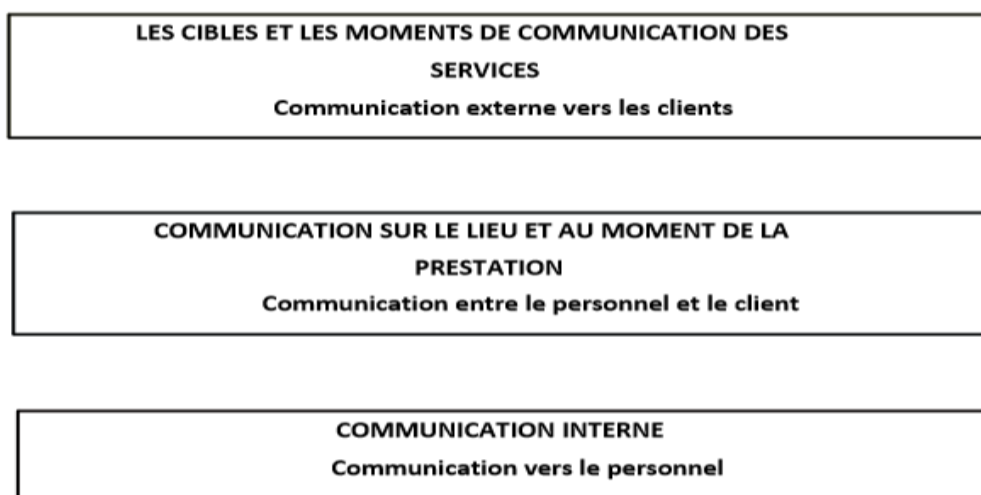 LES CIBLES ET LES MOMENTS DE COMMUNICATION DES
SERVICES
Communication externe vers les clients
COMMUNICATION SUR LE LIEU ET AU MOMENT DE LA
PRESTATION
Communication entre le personnel et le client
COMMUNICATION INTERNE
Communication vers le personnel